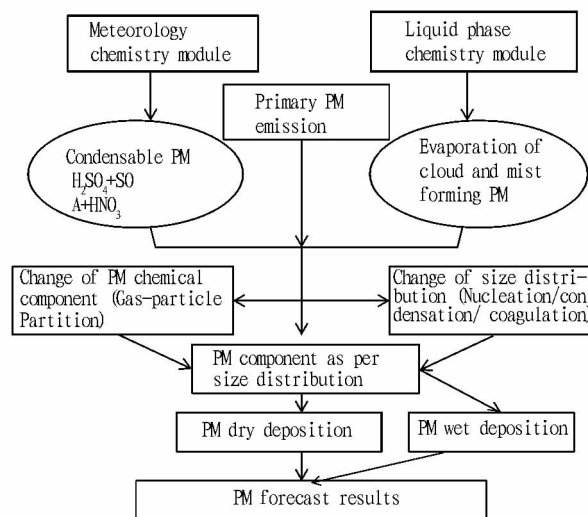 Meteorology
chemistry module
Liquid phase
chemistry module
Primary PM
emission
Condensable PM
H₂SO₄+SO
A+HNO₃
Evaporation of
cloud and mist
forming PM
Change of PM chemical
component (Gas-particle
Partition)
Change of size distri-
bution (Nucleation/con
densation/ coagulation)
PM component as per
size distribution
PM dry deposition
PM wet deposition
PM forecast results